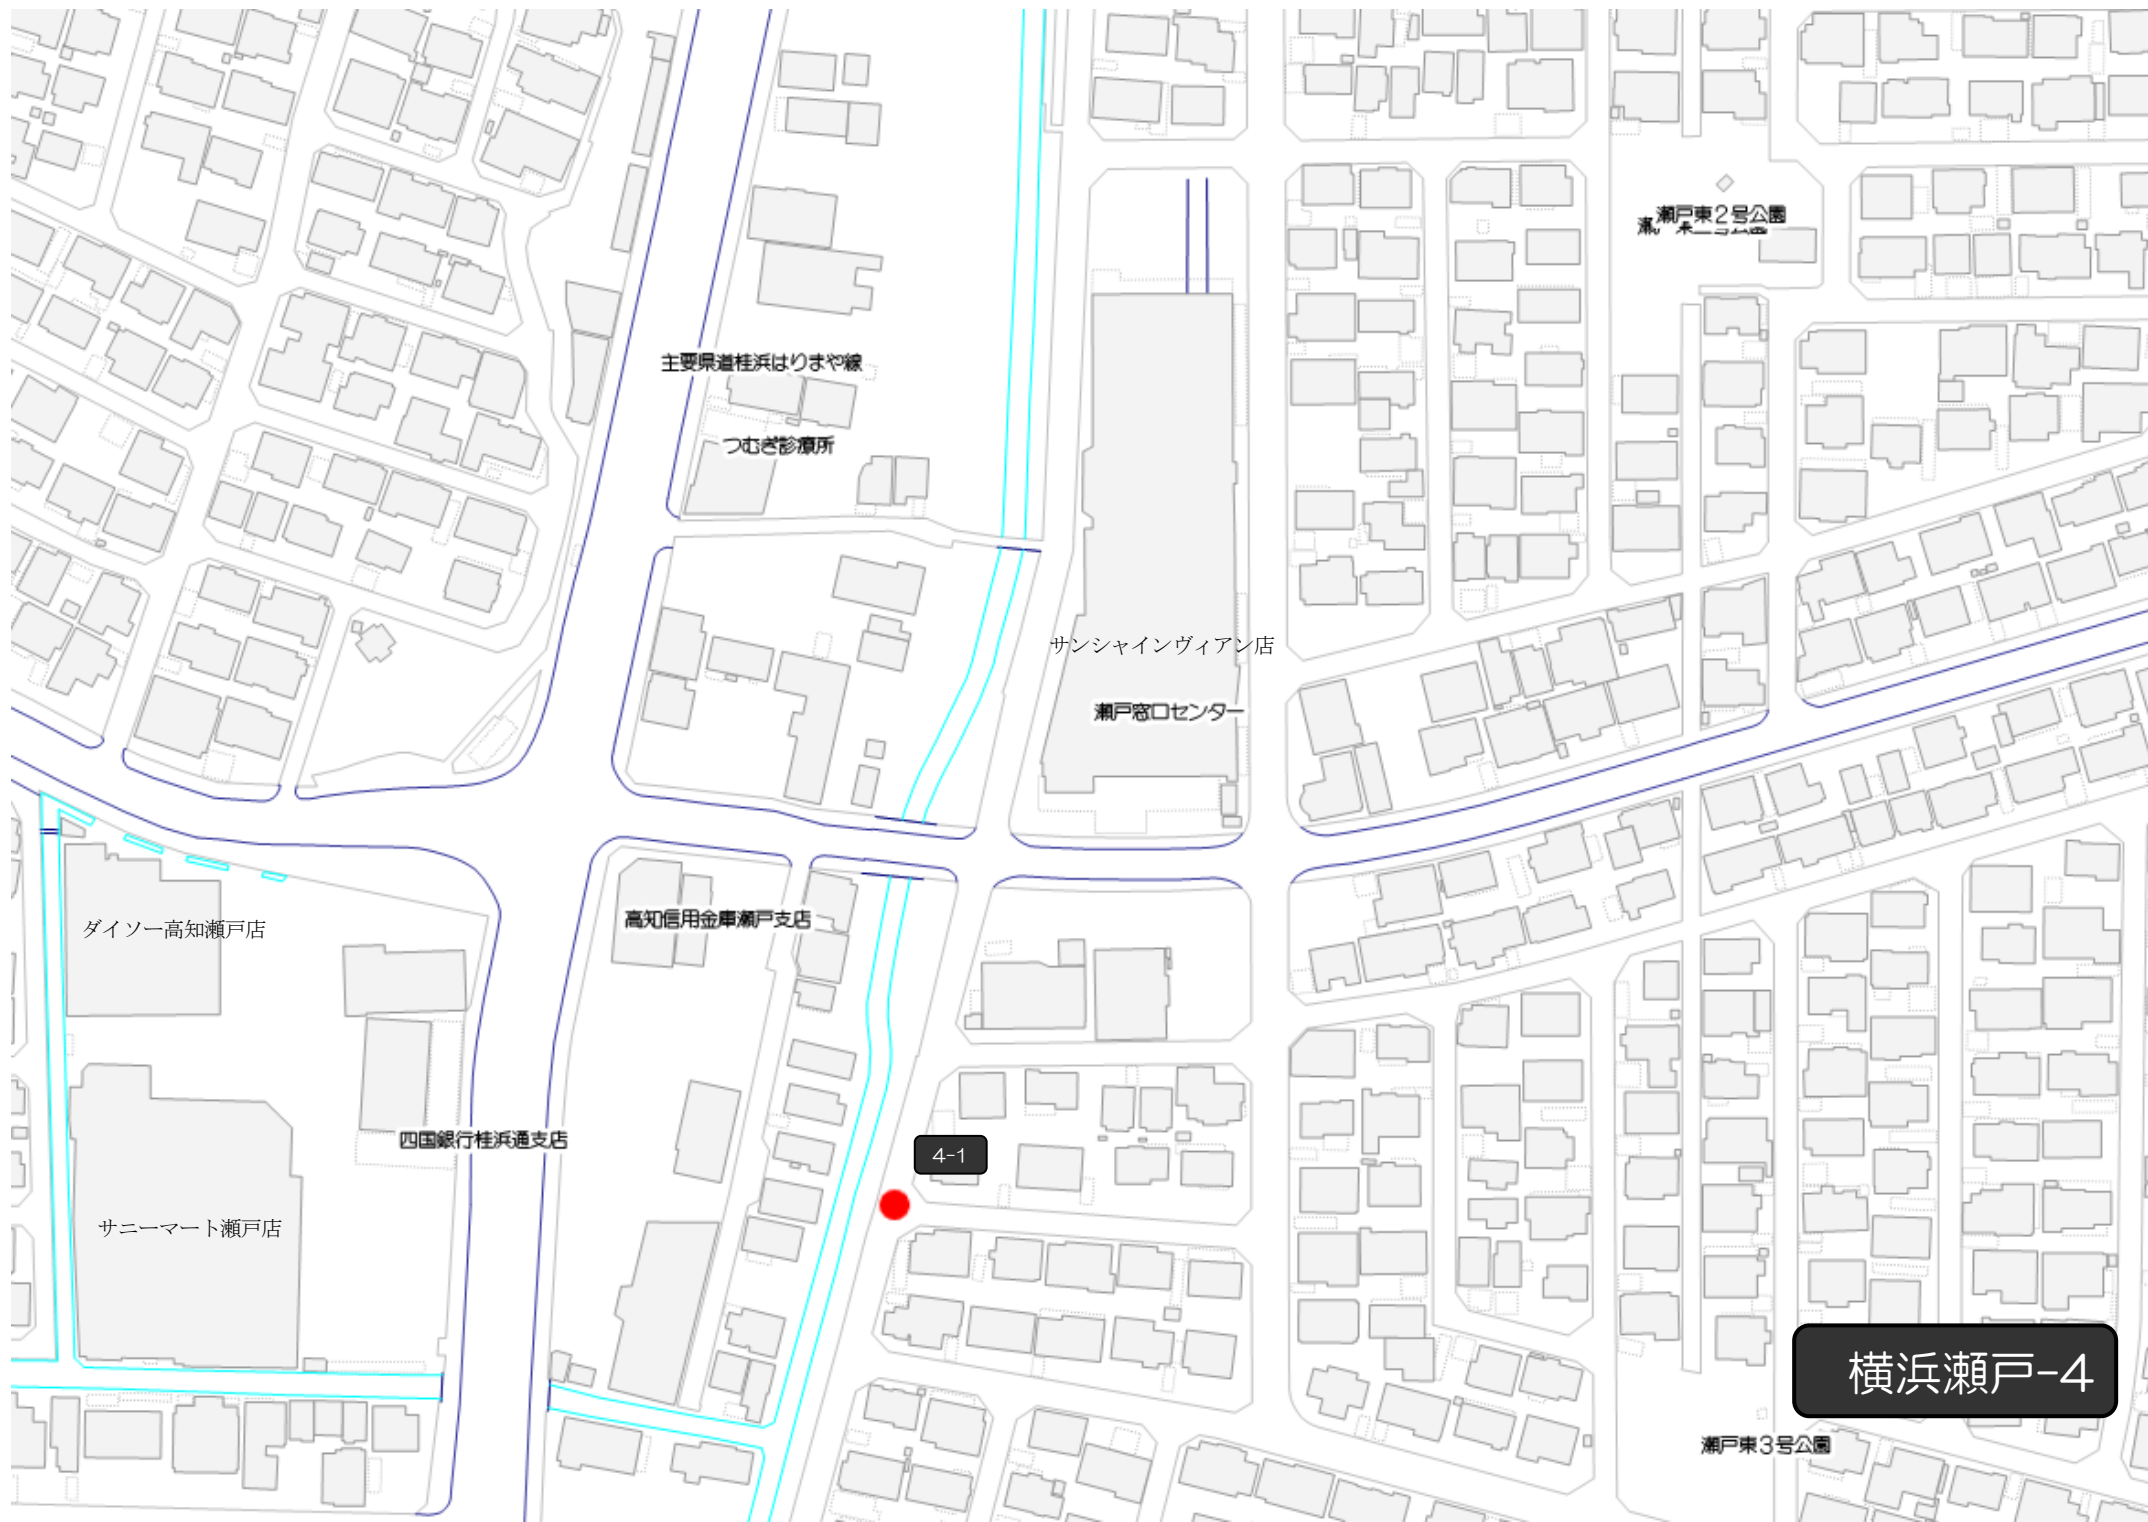 瀬戸東2号公園
主要県道桂浜はりまや線
つむぎ診療所
サンシャインヴィアン店
瀬戸窓口センター
高知信用金庫瀬戸支店
ダイソー高知瀬戸店
四国銀行桂浜通支店
4-1
サニーマート瀬戸店
横浜瀬戸-4
瀬戸東3号公園